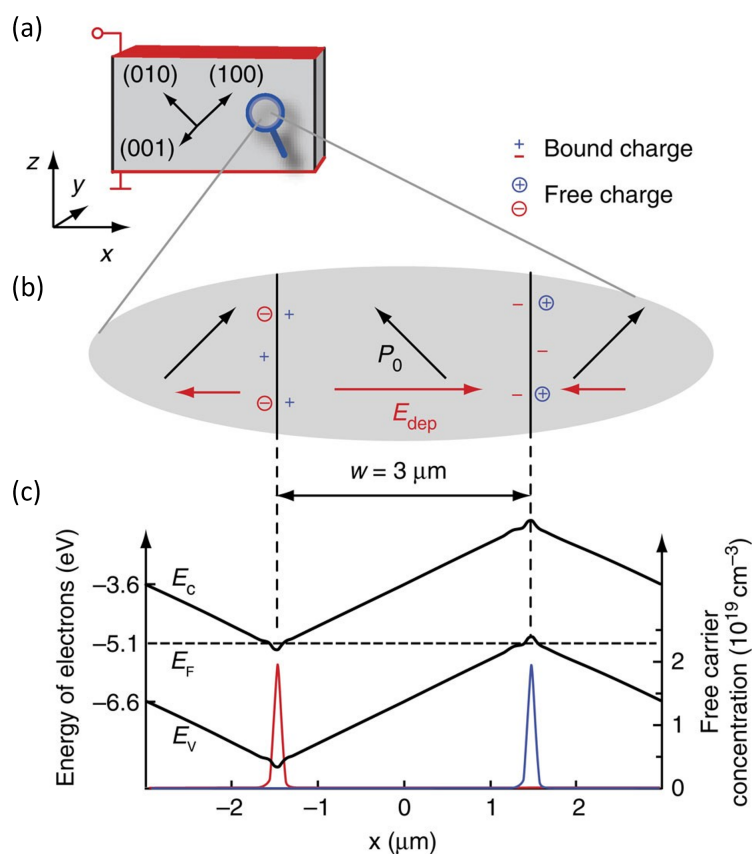 (a)
(010) (100)
(001)
z
y
x
+
− Bound charge
⊕ Free charge
⊖
(b)
⊖ + − ⊕
P0
+ −
⊖ + − ⊕
Edep
w = 3 μm
(c)
Energy of electrons (eV)
−3.6
−5.1
−6.6
EC
EF
EV
Free carrier
concentration (10^19 cm^−3)
2
1
0
−2 −1 0 1 2
x (μm)